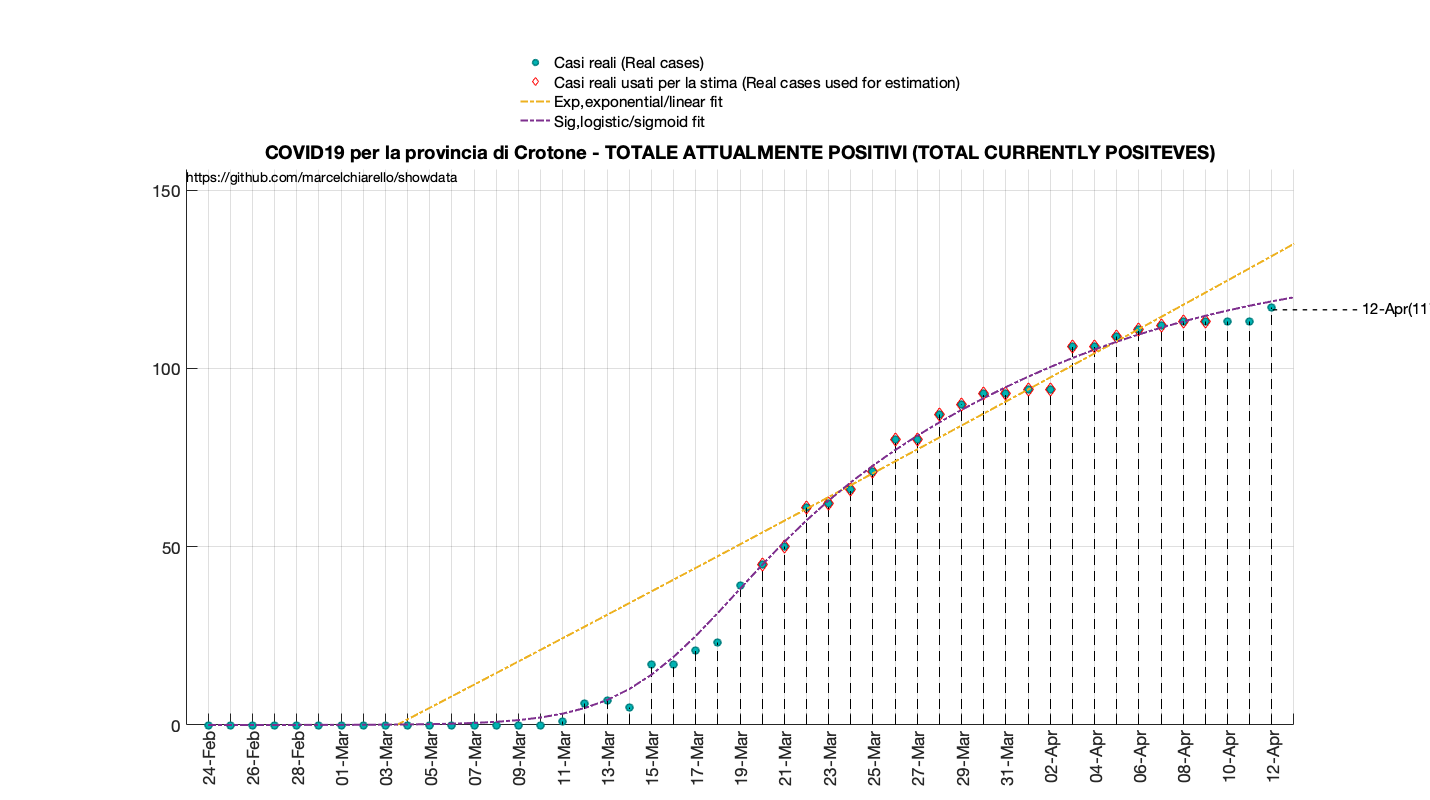 Casi reali (Real cases)
Casi reali usati per la stima (Real cases used for estimation)
Exp,exponential/linear fit
Sig,logistic/sigmoid fit
COVID19 per la provincia di Crotone - TOTALE ATTUALMENTE POSITIVI (TOTAL CURRENTLY POSITEVES)
https://github.com/marcelchiarello/showdata
150
100
50
0
12-Apr(11
24-Feb
26-Feb
28-Feb
01-Mar
03-Mar
05-Mar
07-Mar
09-Mar
11-Mar
13-Mar
15-Mar
17-Mar
19-Mar
21-Mar
23-Mar
25-Mar
27-Mar
29-Mar
31-Mar
02-Apr
04-Apr
06-Apr
08-Apr
10-Apr
12-Apr